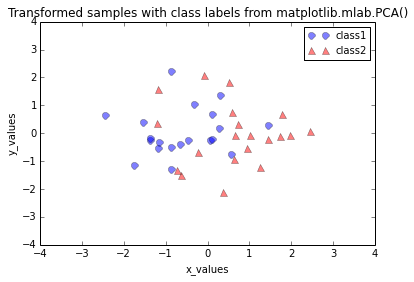 Transformed samples with class labels from matplotlib.mlab.PCA()
4
3
2
1
0
−1
−2
−3
−4
y_values
class1
class2
−4 −3 −2 −1 0 1 2 3 4
x_values